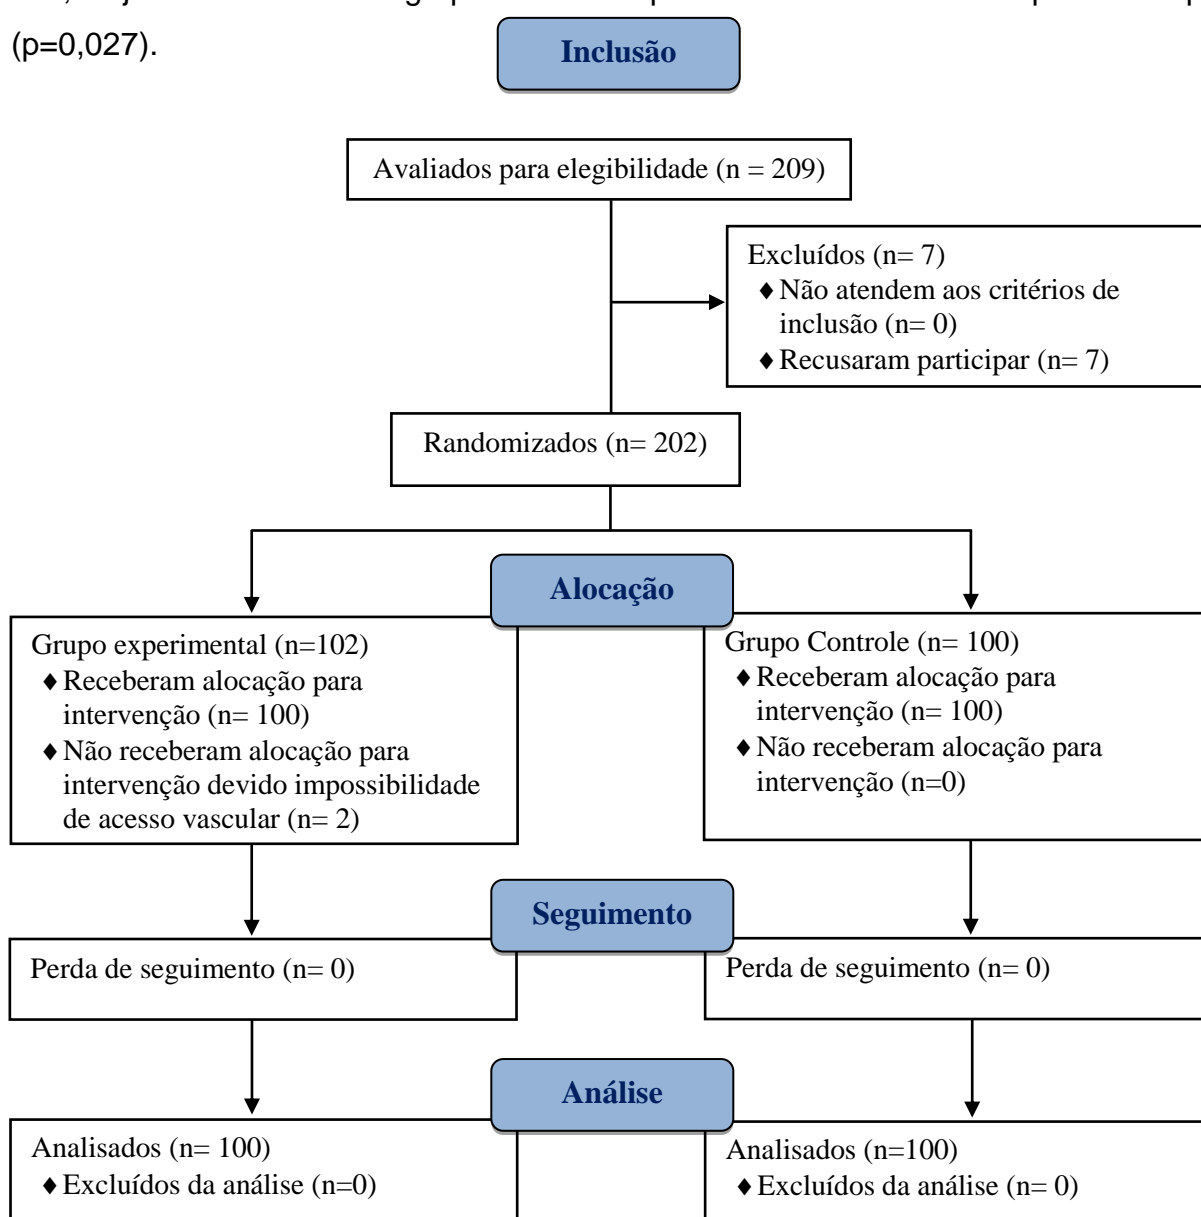 (p=0,027).
Inclusão
Avaliados para elegibilidade (n = 209)
Excluídos (n= 7)
♦ Não atendem aos critérios de
inclusão (n= 0)
♦ Recusaram participar (n= 7)
Randomizados (n= 202)
Alocação
Grupo experimental (n=102)
♦ Receberam alocação para
intervenção (n= 100)
♦ Não receberam alocação para
intervenção devido impossibilidade
de acesso vascular (n= 2)
Grupo Controle (n= 100)
♦ Receberam alocação para
intervenção (n= 100)
♦ Não receberam alocação para
intervenção (n=0)
Seguimento
Perda de seguimento (n= 0)
Perda de seguimento (n= 0)
Análise
Analisados (n= 100)
♦ Excluídos da análise (n=0)
Analisados (n=100)
♦ Excluídos da análise (n= 0)